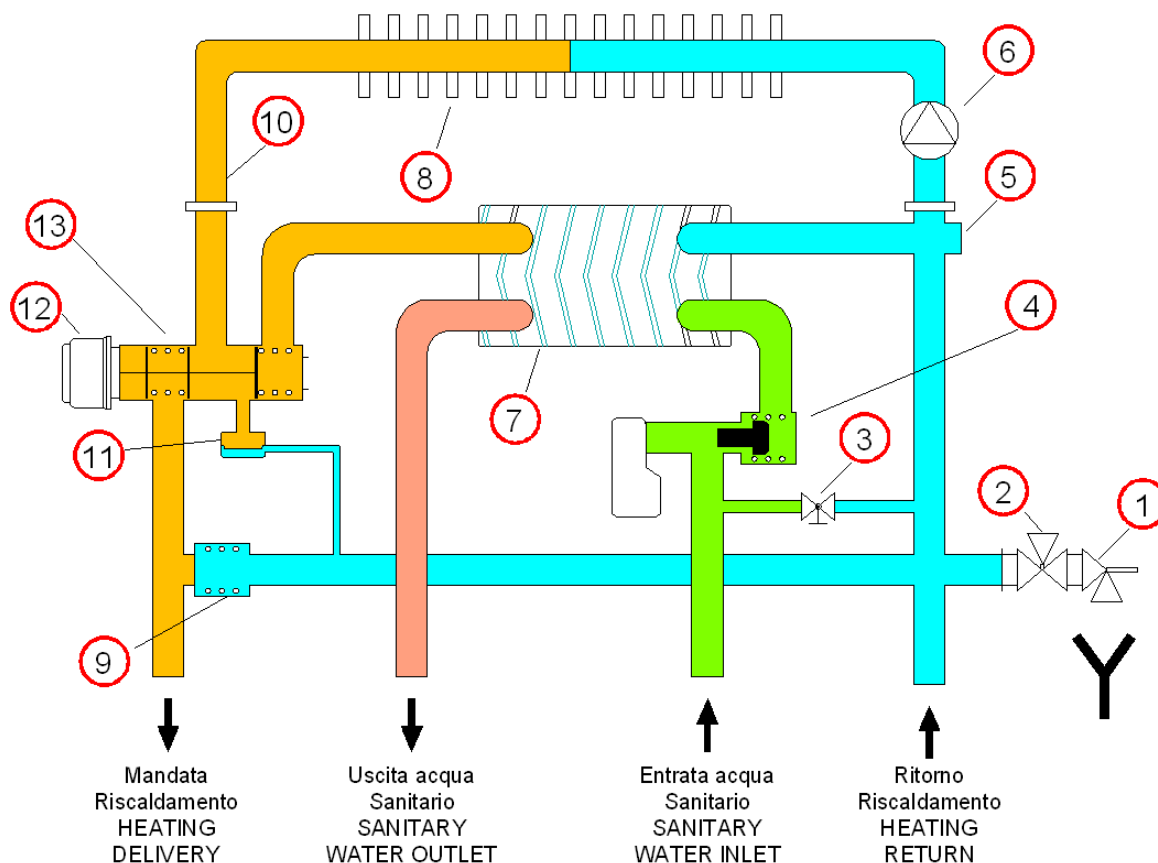 6
10
8
5
13
12
4
7
3
11
2
1
9
Mandata
Riscaldamento
HEATING
DELIVERY
Uscita acqua
Sanitario
SANITARY
WATER OUTLET
Entrata acqua
Sanitario
SANITARY
WATER INLET
Ritorno
Riscaldamento
HEATING
RETURN